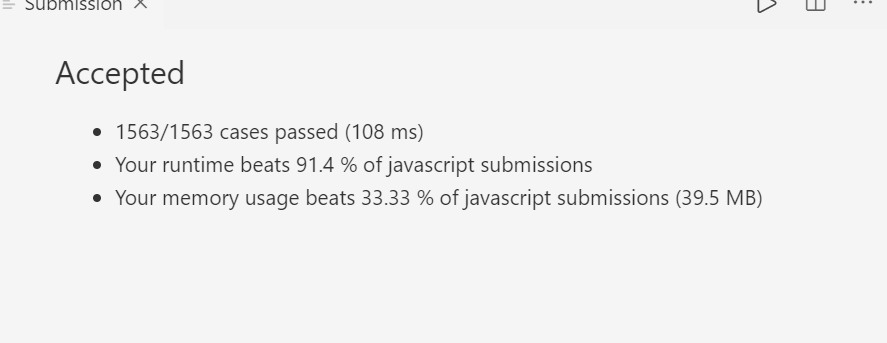 Submission
Accepted
1563/1563 cases passed (108 ms)
Your runtime beats 91.4 % of javascript submissions
Your memory usage beats 33.33 % of javascript submissions (39.5 MB)